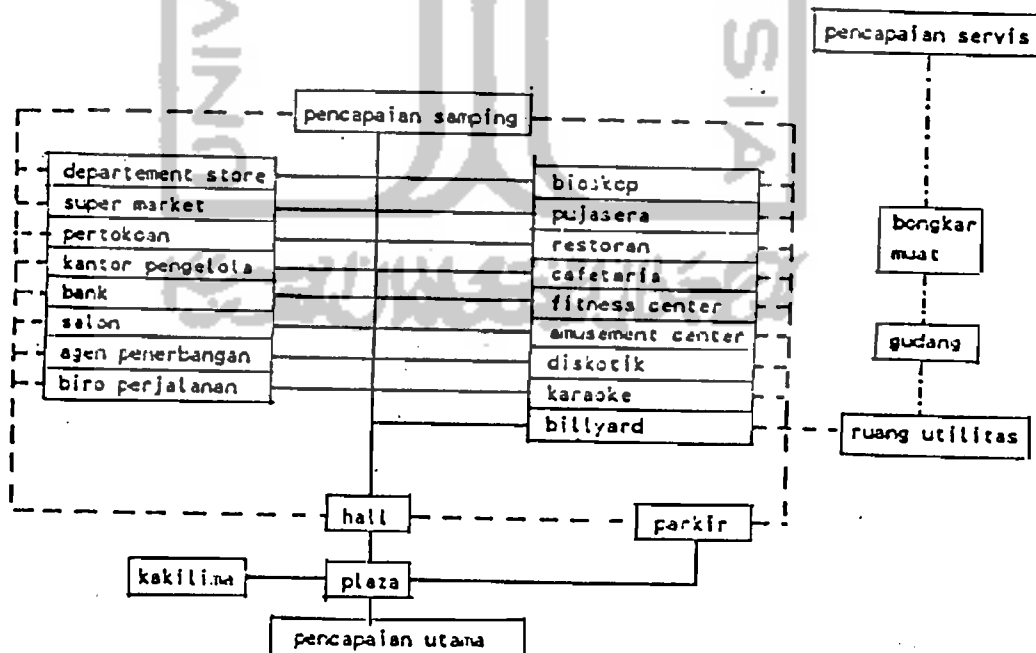 pencapaian servis
pencapaian samping
departement store
super market
pertokoan
kantor pengelola
bank
salon
agen penerbangan
biro perjalanan
bioskop
pujasera
restoran
cafetaria
fitness center
amusement center
diskotik
karaoke
billyard
bongkar
muat
gudang
ruang utilitas
hall
parkir
kakilima
plaza
pencapaian utama
SIA